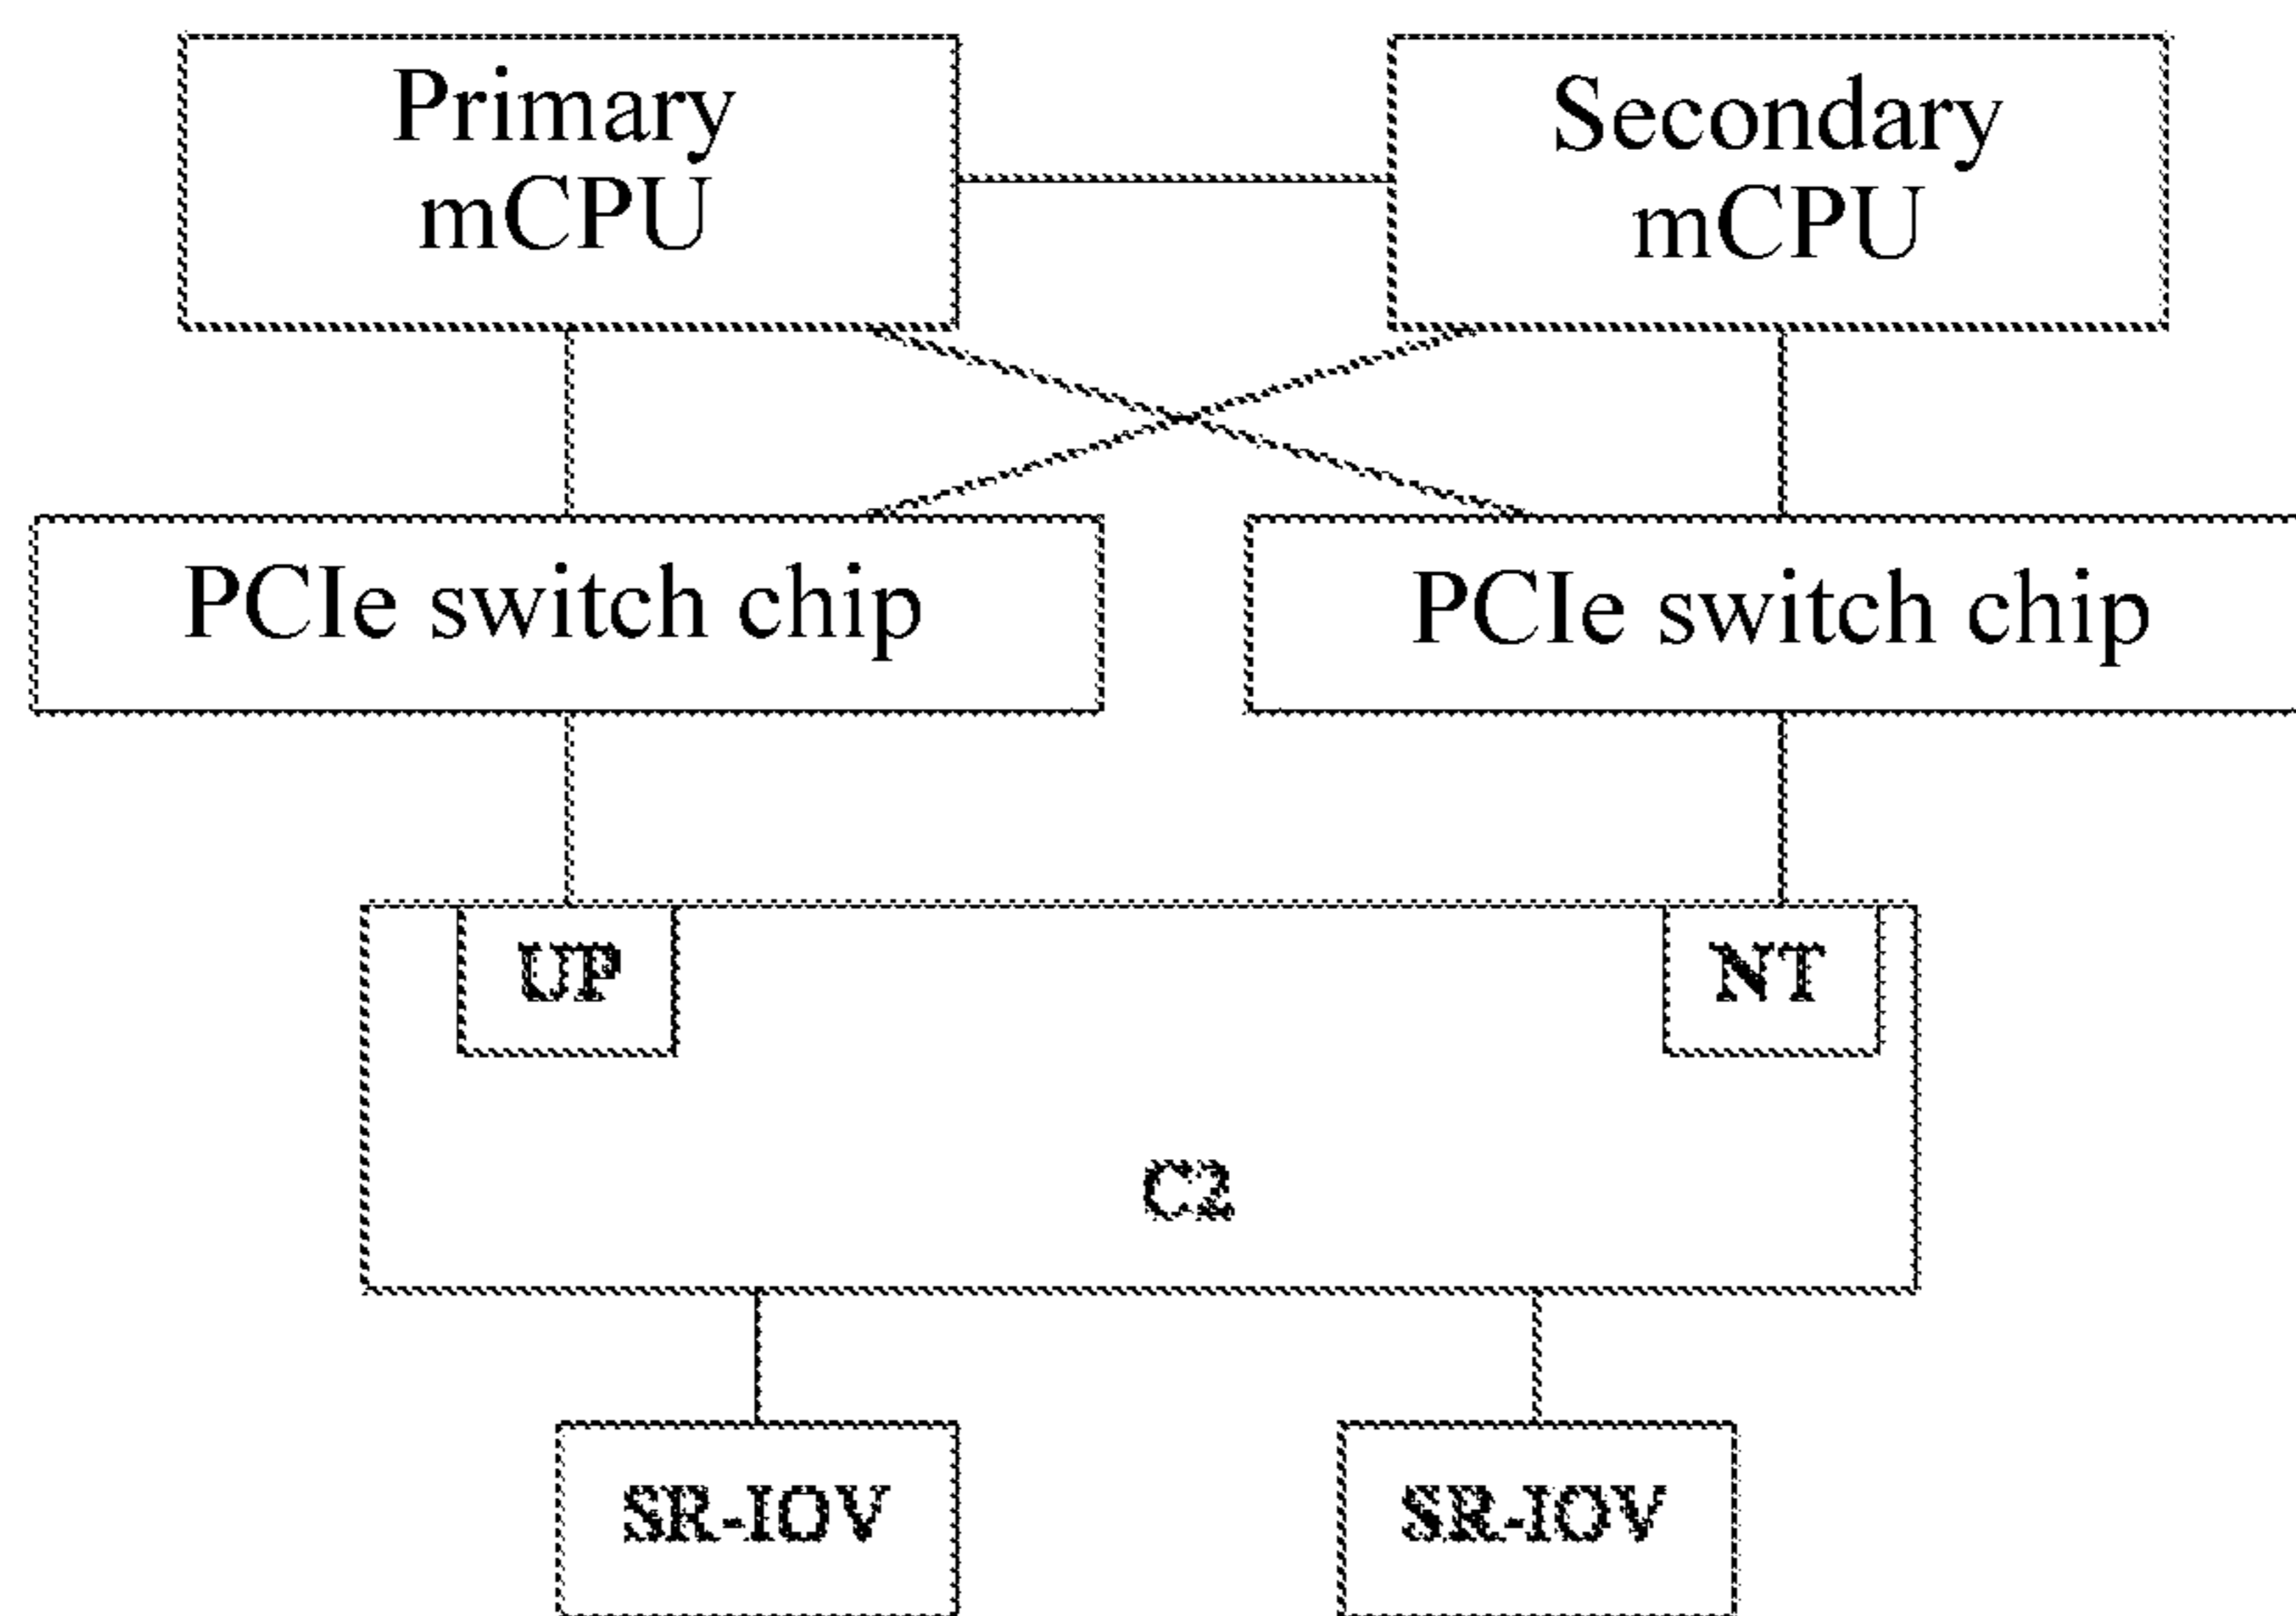 Primary
mCPU
Secondary
mCPU
PCIe switch chip
PCIe switch chip
UP
NT
C2
SR-IOV
SR-IOV